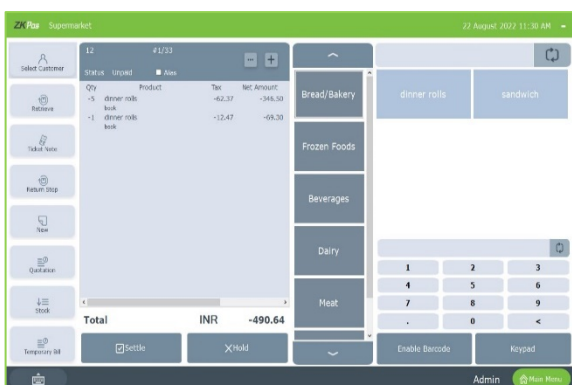 ZKPos Supermarket
22 August 2022 11:30 AM
Select Customer
Retrieve
Ticket Note
Return Slip
New
Quotation
Stock
Temporary Bill
12 #1/33
Status Unpaid Alex
Qty Product Tax Net Amount
-5 dinner rolls -62.37 -346.50
book
-1 dinner rolls -12.47 -69.30
book
Total INR -490.64
Settle
Hold
Bread/Bakery
Frozen Foods
Beverages
Dairy
Meat
dinner rolls
sandwich
1 2 3
4 5 6
7 8 9
. 0 <
Enable Barcode
Keypad
Admin
Main Menu